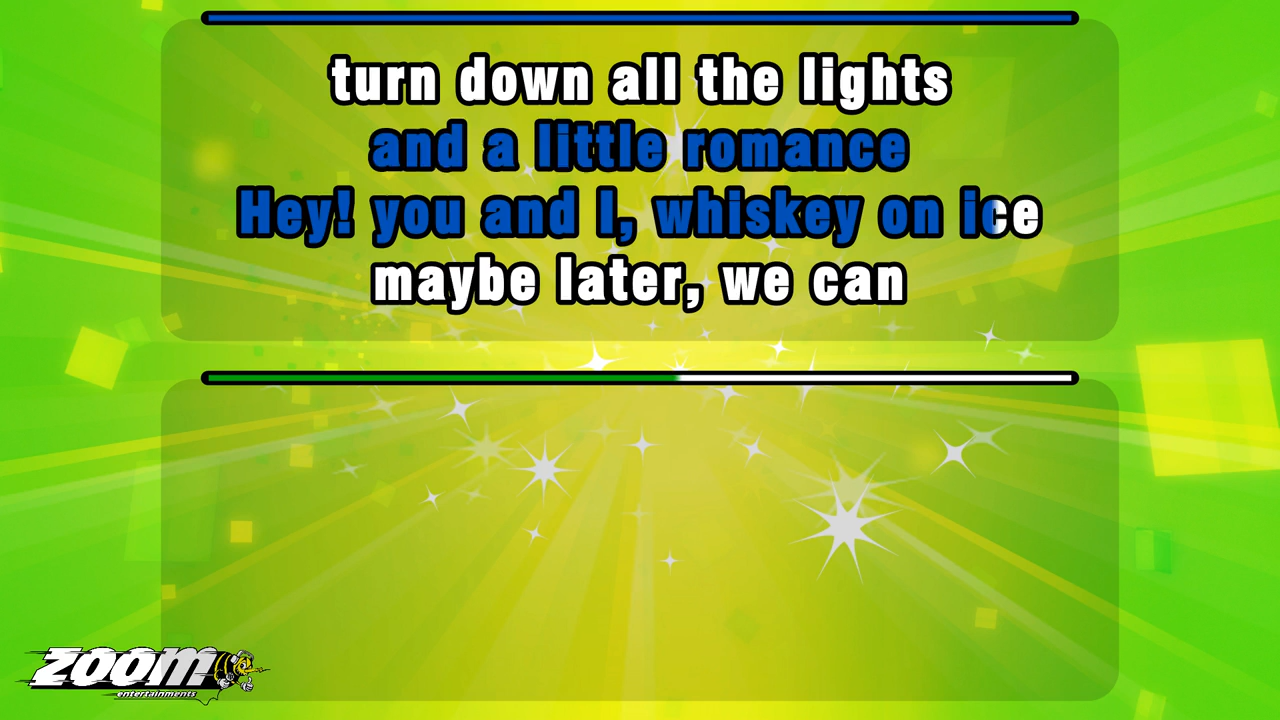 turn down all the lights
and a little romance
Hey! you and I, whiskey on ice
maybe later, we can
zoom
entertainments